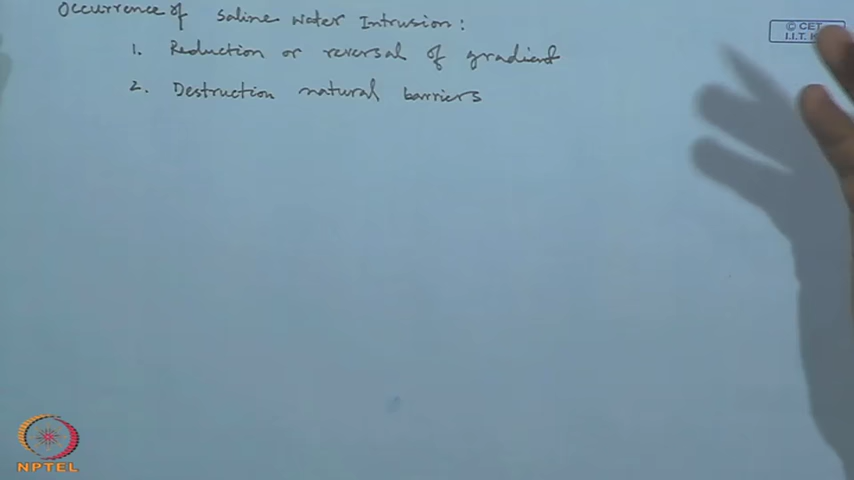 Occurrence of Saline water Intrusion :
© CET
I.I.T.
1. Reduction or reversal of gradient
2. Destruction natural barriers
NPTEL